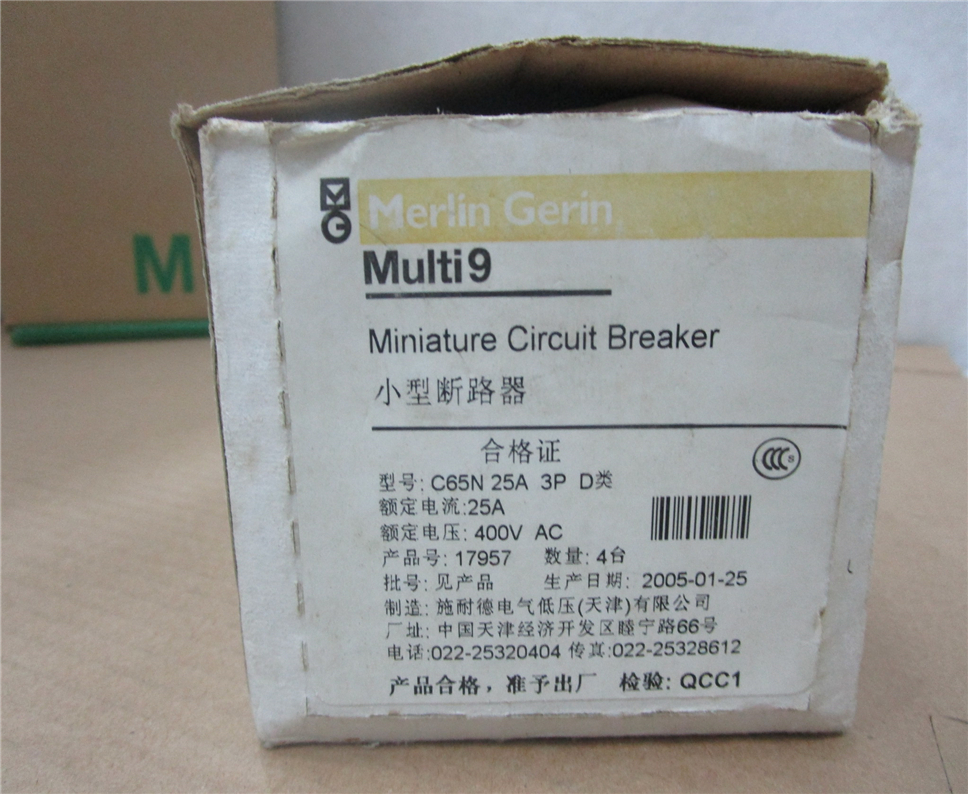 M
MG
Merlin Gerin
Multi9
Miniature Circuit Breaker
小型断路器
合格证
CCC S
型号: C65N 25A 3P D类
额定电流:25A
额定电压: 400V AC
产品号: 17957 数量: 4台
批号: 见产品 生产日期: 2005-01-25
制造: 施耐德电气低压(天津)有限公司
厂址: 中国天津经济开发区睦宁路66号
电话:022-25320404 传真:022-25328612
产品合格，准予出厂 检验: QCC1